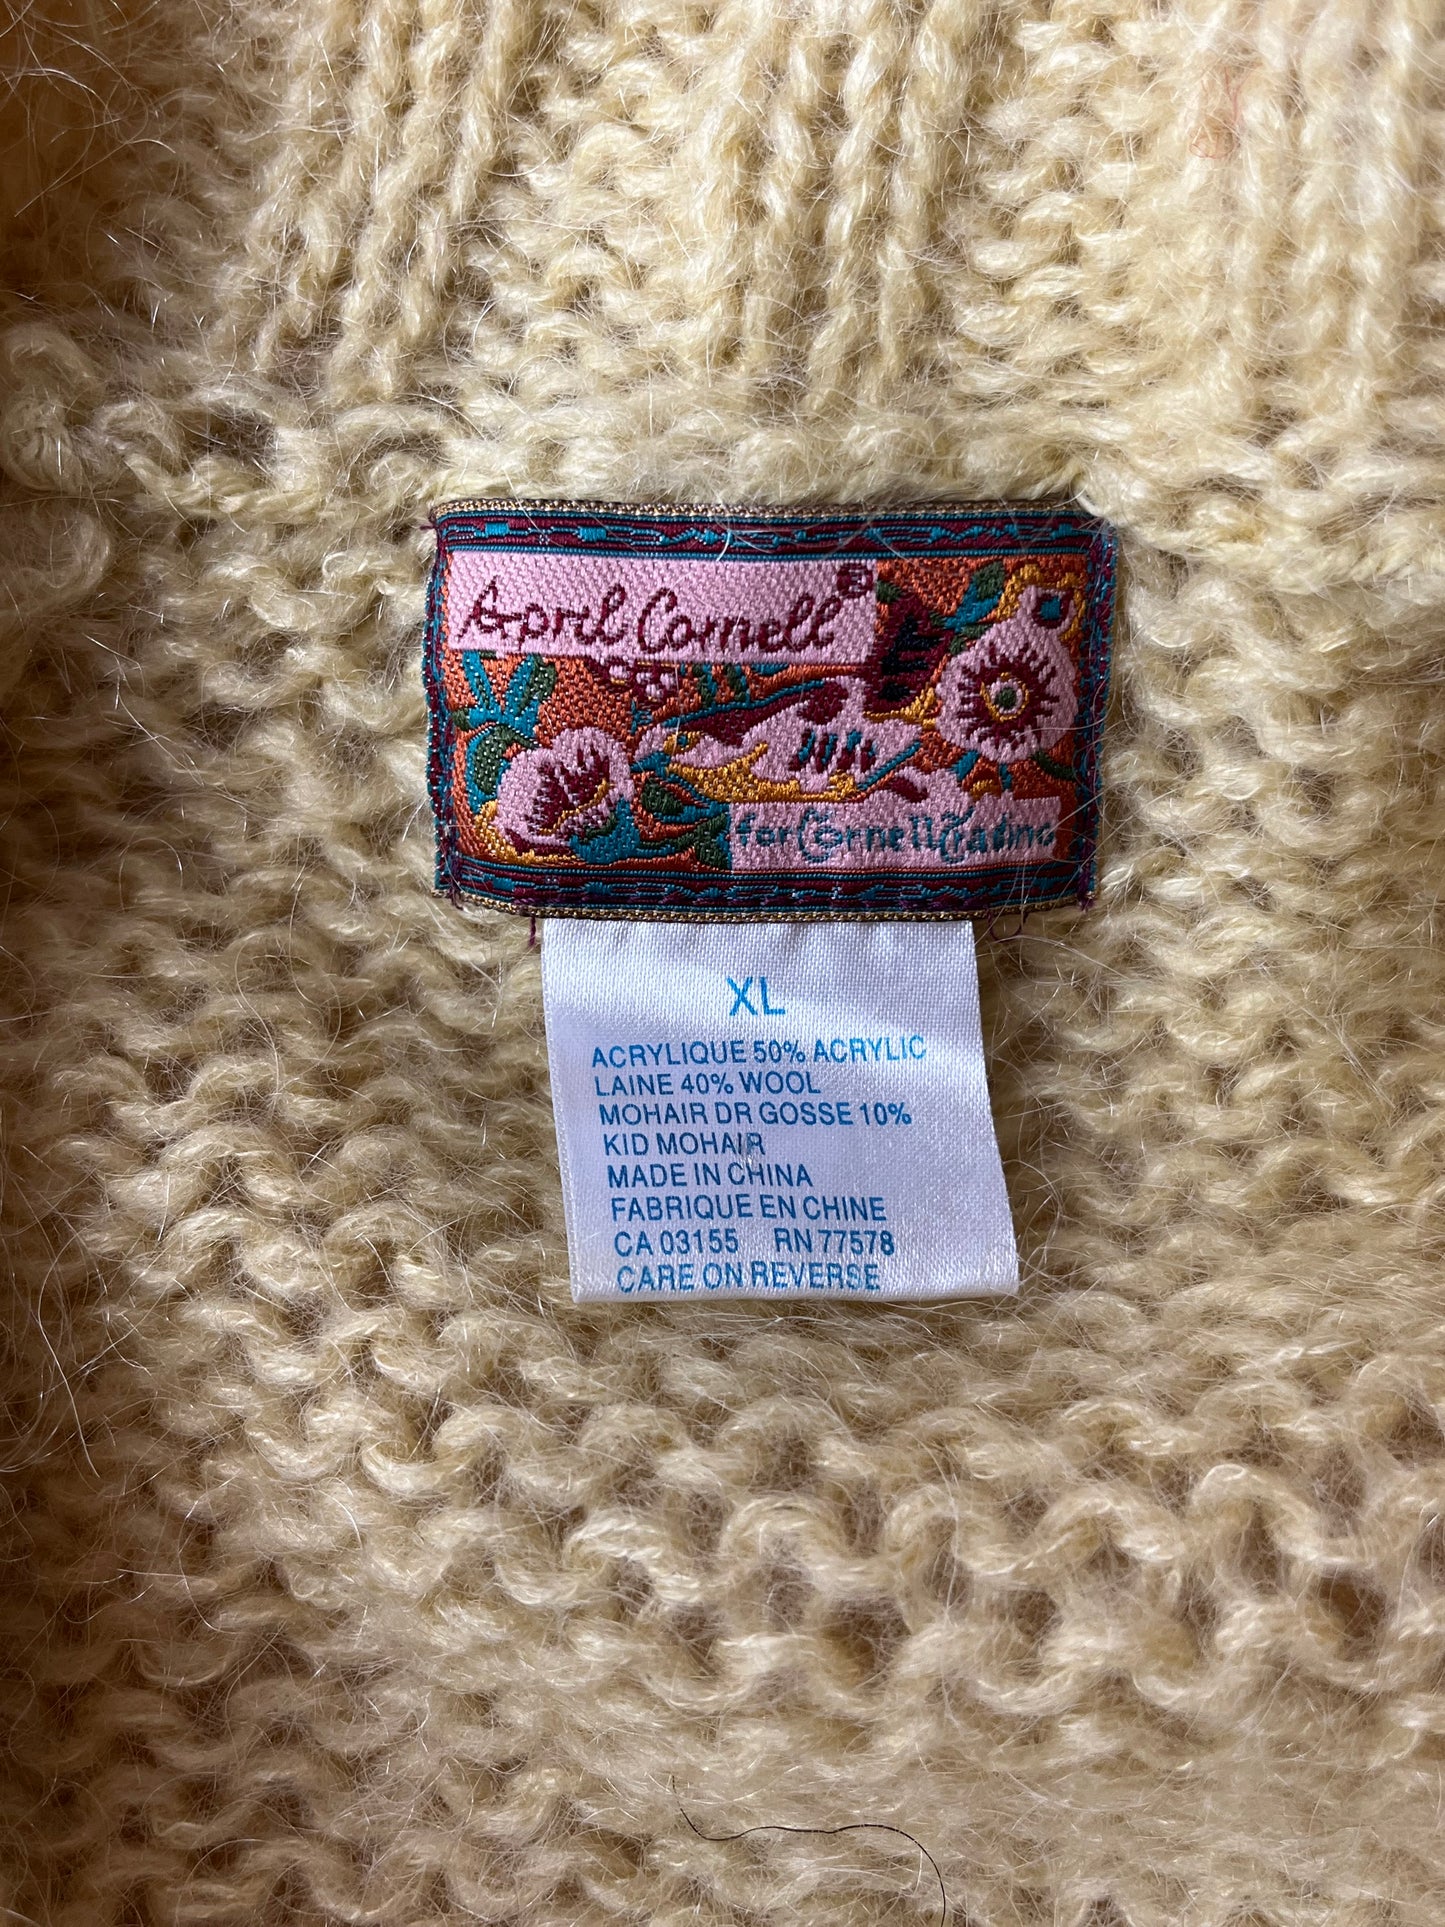 April Cornell®
for Cornell Trading
XL
ACRYLIQUE 50% ACRYLIC
LAINE 40% WOOL
MOHAIR DR GOSSE 10%
KID MOHAIR
MADE IN CHINA
FABRIQUE EN CHINE
CA 03155 RN 77578
CARE ON REVERSE